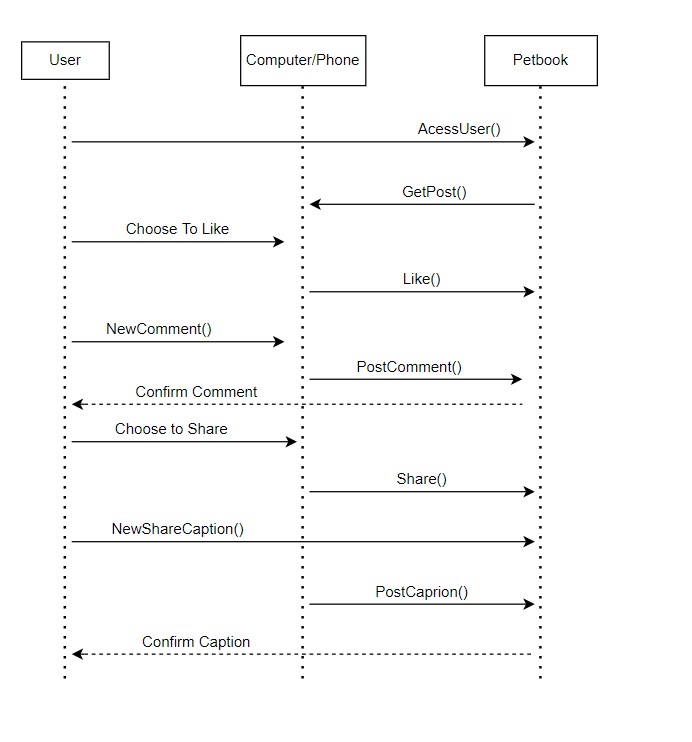 User
Computer/Phone
Petbook
AcessUser()
GetPost()
Choose To Like
Like()
NewComment()
PostComment()
Confirm Comment
Choose to Share
Share()
NewShareCaption()
PostCaprion()
Confirm Caption